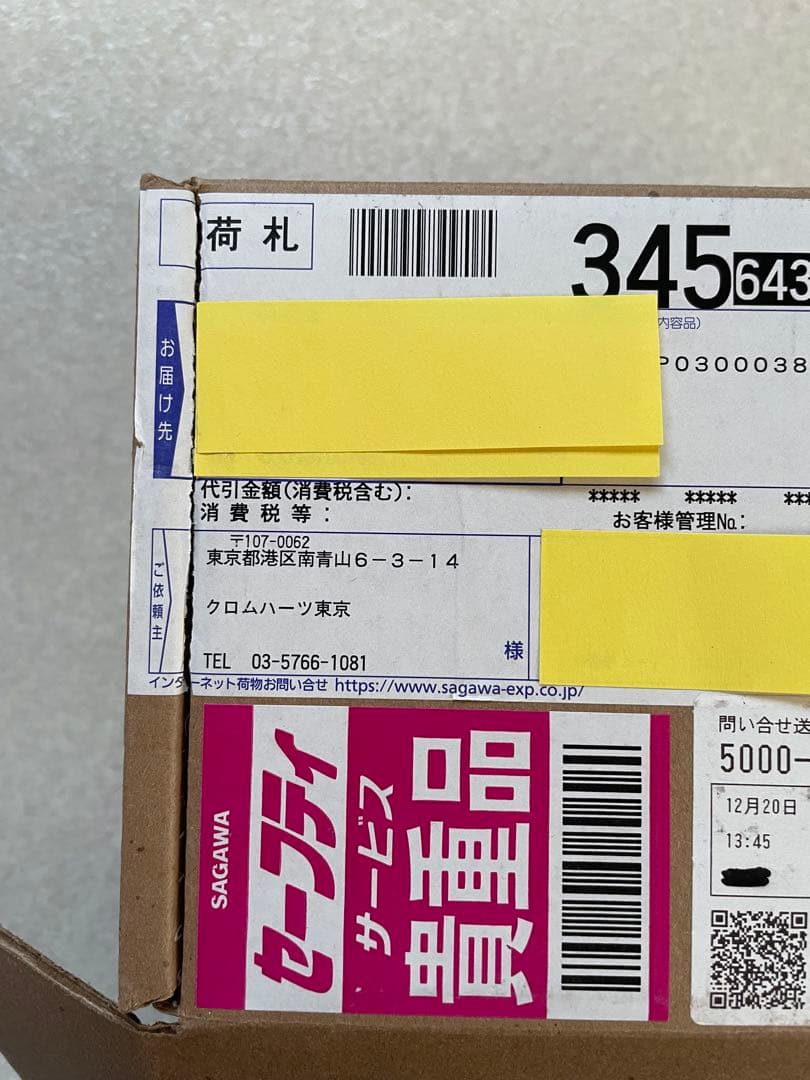 荷札
345 643
お届け先
内容品)
P0300038
代引金額(消費税含む):
消費税等:
***** ***** ***
お客様管理No.:
ご依頼主
〒107-0062
東京都港区南青山6-3-14
クロムハーツ東京
様
TEL 03-5766-1081
インターネット荷物お問い合せ https://www.sagawa-exp.co.jp/
SAGAWA
セーフティ
サービス
貴重品
問い合せ送
5000-
12月20日
13:45